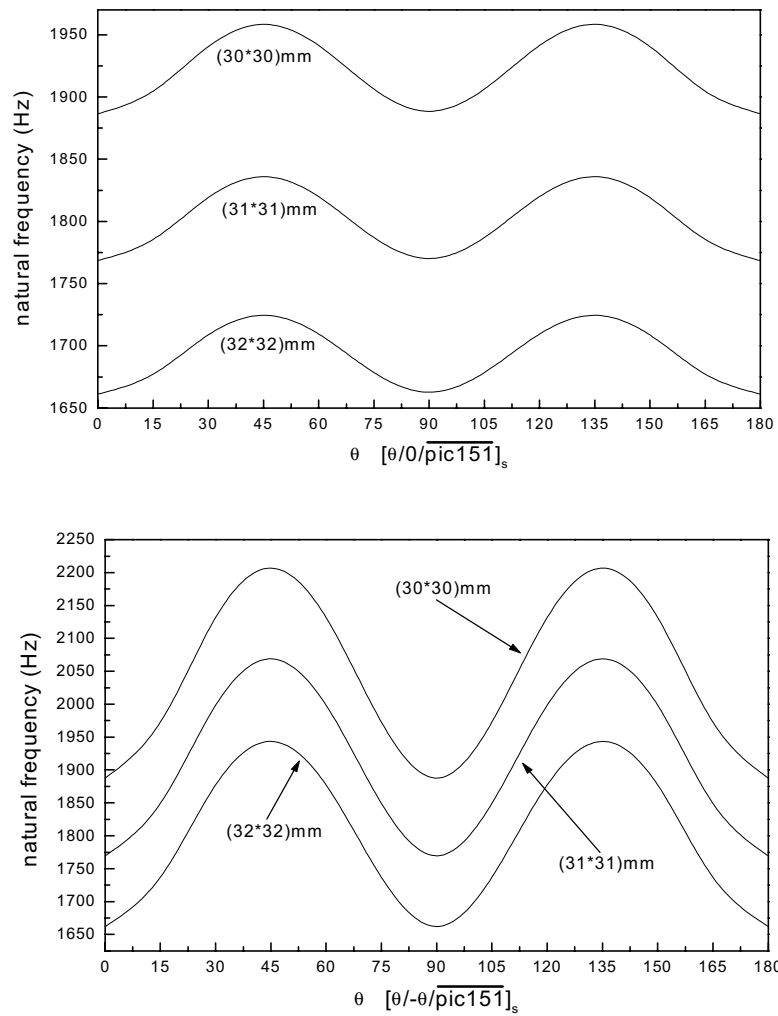 natural frequency (Hz)
1950
1900
1850
1800
1750
1700
1650
(30*30)mm
(31*31)mm
(32*32)mm
0 15 30 45 60 75 90 105 120 135 150 165 180
θ [θ/0/pic151]s
natural frequency (Hz)
2250
2200
2150
2100
2050
2000
1950
1900
1850
1800
1750
1700
1650
(30*30)mm
(32*32)mm
(31*31)mm
0 15 30 45 60 75 90 105 120 135 150 165 180
θ [θ/-θ/pic151]s